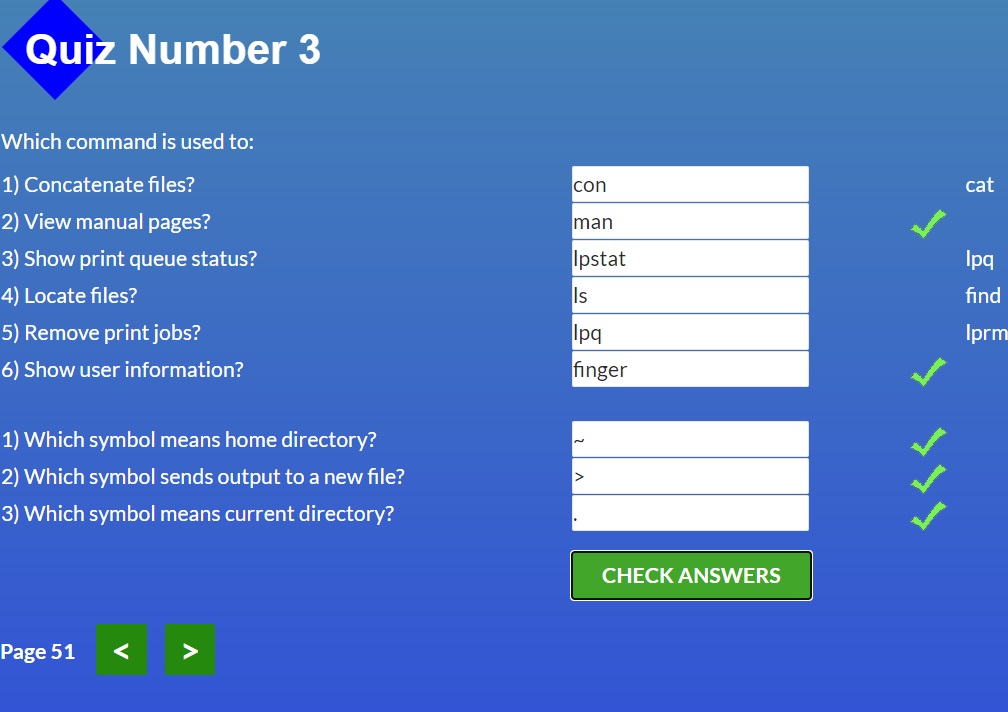 Quiz Number 3
Which command is used to:
1) Concatenate files? con cat
2) View manual pages? man
3) Show print queue status? lpstat lpq
4) Locate files? ls find
5) Remove print jobs? lpq lprm
6) Show user information? finger
1) Which symbol means home directory? ~
2) Which symbol sends output to a new file? >
3) Which symbol means current directory? .
CHECK ANSWERS
Page 51 < >